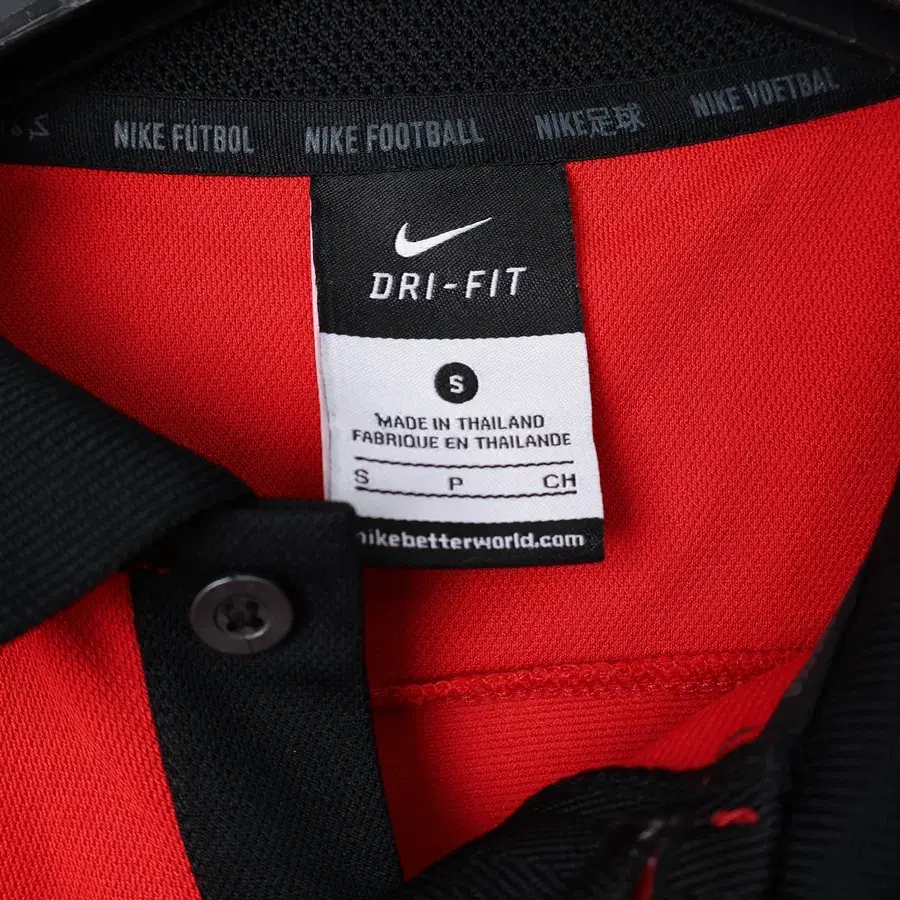 NIKE FÚTBOL NIKE FOOTBALL NIKE足球 NIKE VOETBAL
DRI-FIT
S
MADE IN THAILAND
FABRIQUE EN THAILANDE
S P CH
nikebetterworld.com